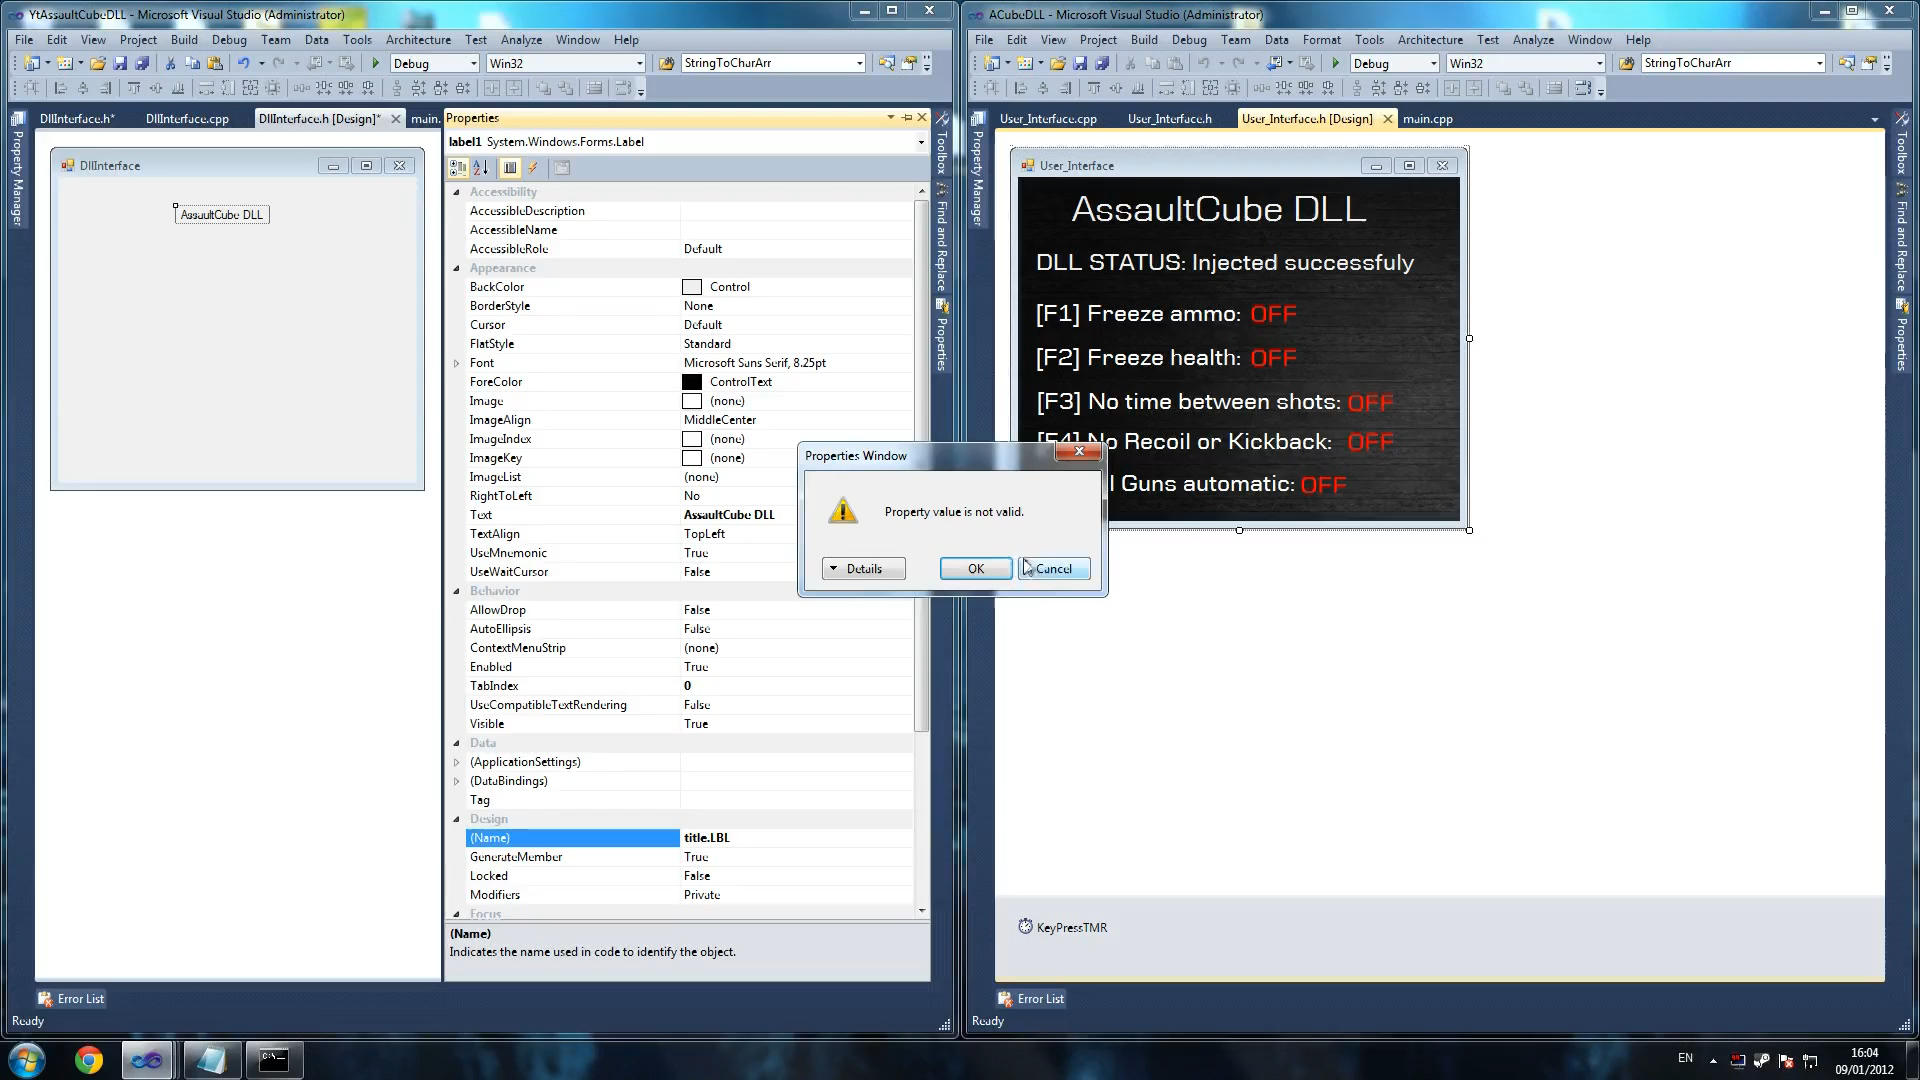 YtAssaultCubeDLL - Microsoft Visual Studio (Administrator)
File Edit View Project Build Debug Team Data Tools Architecture Test Analyze Window Help
Debug Win32 StringToCharArr
DllInterface.h* DllInterface.cpp DllInterface.h [Design]* main.
Property Manager
DllInterface
AssaultCube DLL
Properties
label1 System.Windows.Forms.Label
Accessibility
AccessibleDescription
AccessibleName
AccessibleRole Default
Appearance
BackColor Control
BorderStyle None
Cursor Default
FlatStyle Standard
Font Microsoft Sans Serif, 8.25pt
ForeColor ControlText
Image (none)
ImageAlign MiddleCenter
ImageIndex (none)
ImageKey (none)
ImageList (none)
RightToLeft No
Text AssaultCube DLL
TextAlign TopLeft
UseMnemonic True
UseWaitCursor False
Behavior
AllowDrop False
AutoEllipsis False
ContextMenuStrip (none)
Enabled True
TabIndex 0
UseCompatibleTextRendering False
Visible True
Data
(ApplicationSettings)
(DataBindings)
Tag
Design
(Name) title.LBL
GenerateMember True
Locked False
Modifiers Private
Focus
(Name)
Indicates the name used in code to identify the object.
Toolbox
Find and Replace
Properties
Error List
Ready
Properties Window
Property value is not valid.
Details OK Cancel
ACubeDLL - Microsoft Visual Studio (Administrator)
File Edit View Project Build Debug Team Data Format Tools Architecture Test Analyze Window Help
Debug Win32 StringToCharArr
User_Interface.cpp User_Interface.h User_Interface.h [Design] main.cpp
Property Manager
User_Interface
AssaultCube DLL
DLL STATUS: Injected successfuly
[F1] Freeze ammo: OFF
[F2] Freeze health: OFF
[F3] No time between shots: OFF
[F4] No Recoil or Kickback: OFF
l Guns automatic: OFF
KeyPressTMR
Toolbox
Find and Replace
Properties
Error List
Ready
C:\
EN
16:04
09/01/2012